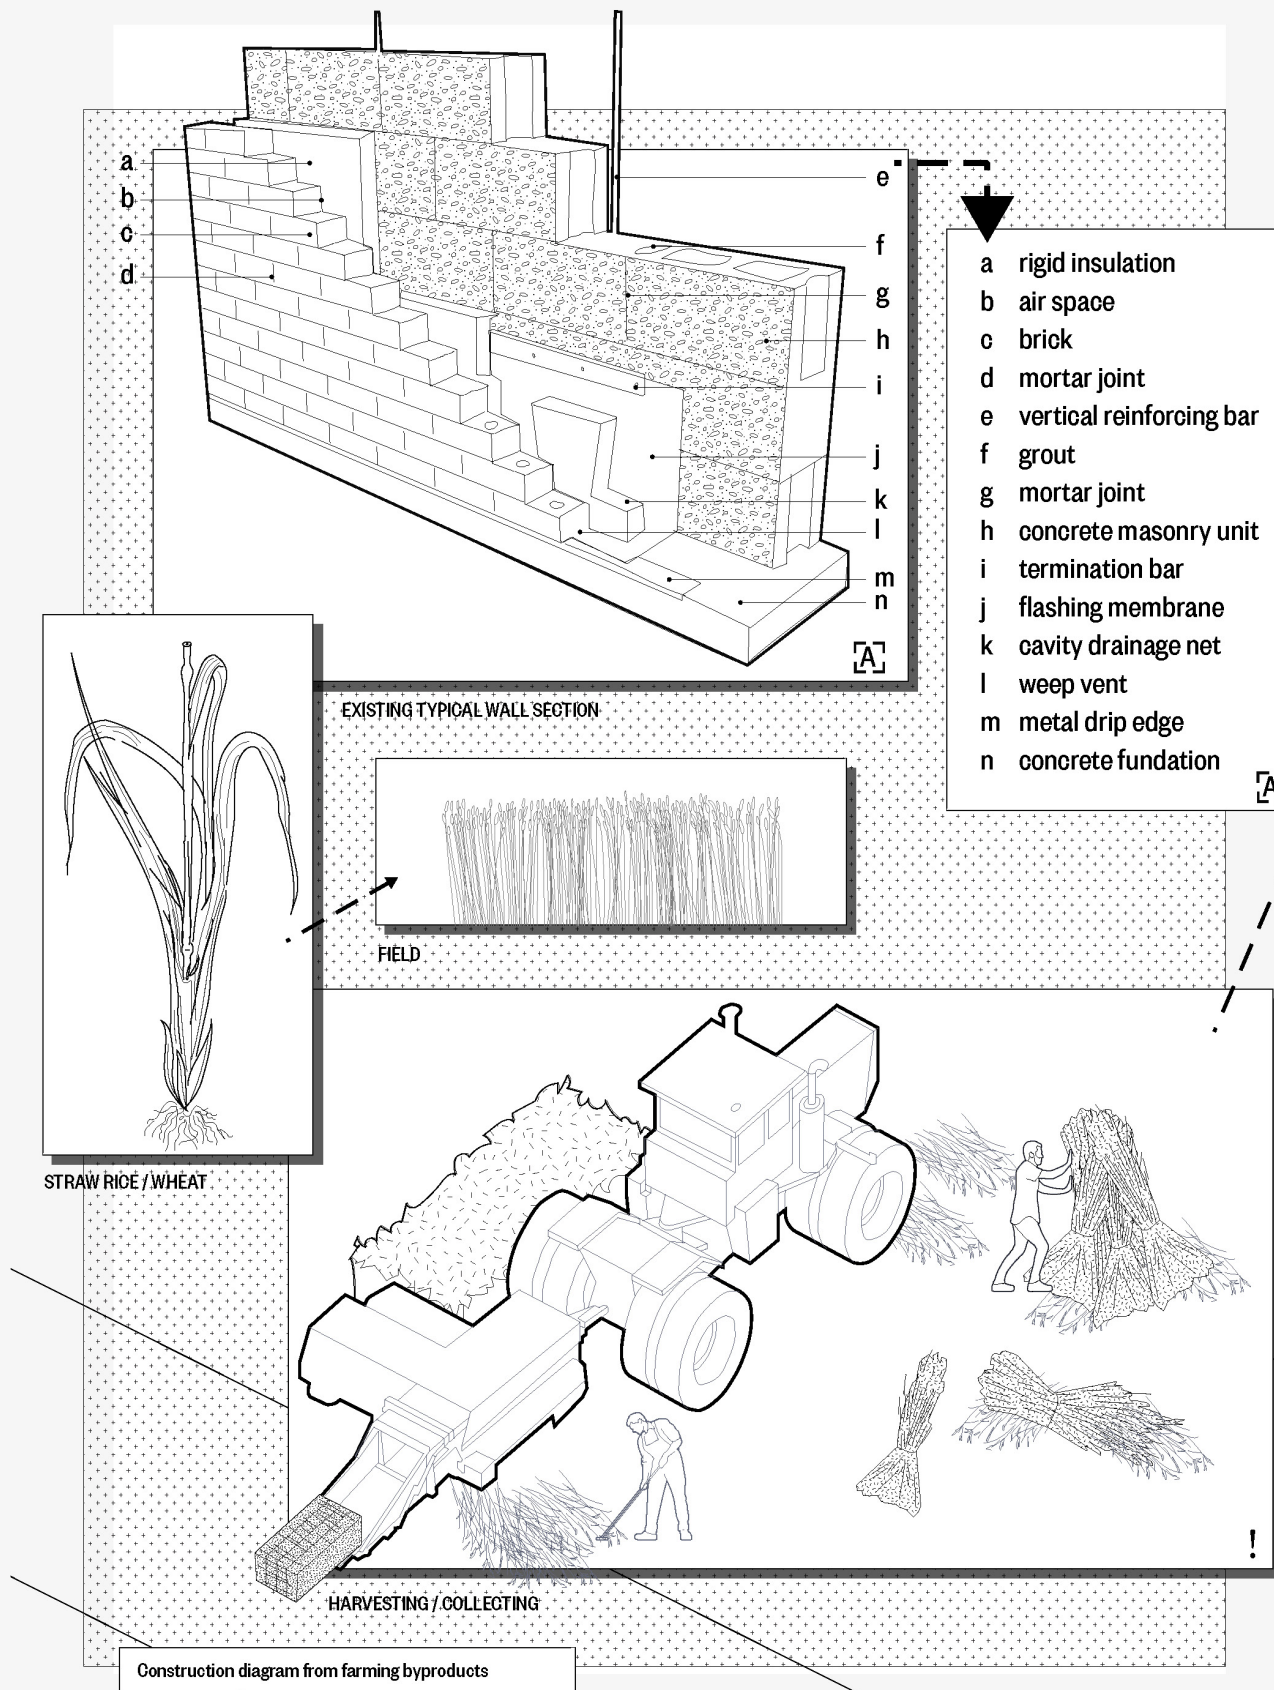 a
b
c
d
e
f
g
h
i
j
k
l
m
n
[A]
EXISTING TYPICAL WALL SECTION
a rigid insulation
b air space
c brick
d mortar joint
e vertical reinforcing bar
f grout
g mortar joint
h concrete masonry unit
i termination bar
j flashing membrane
k cavity drainage net
l weep vent
m metal drip edge
n concrete fundation
[A
STRAW RICE / WHEAT
FIELD
!
HARVESTING / COLLECTING
Construction diagram from farming byproducts